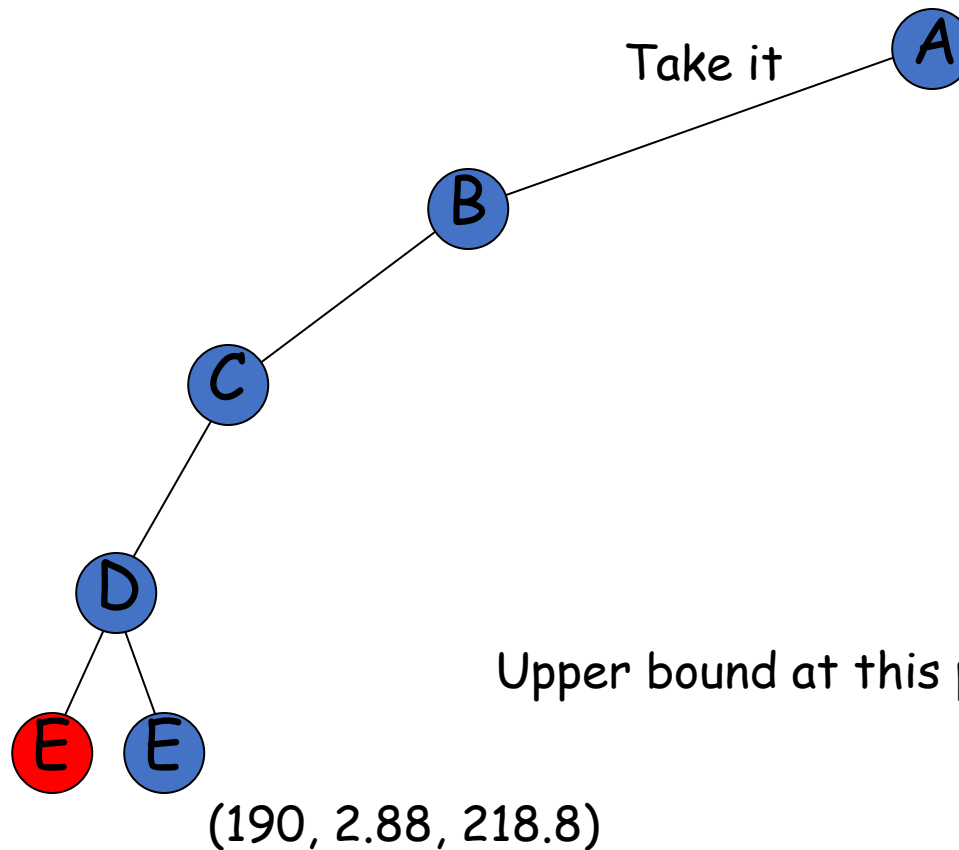 A
Take it
B
C
D
Upper bound at this
E E
(190, 2.88, 218.8)